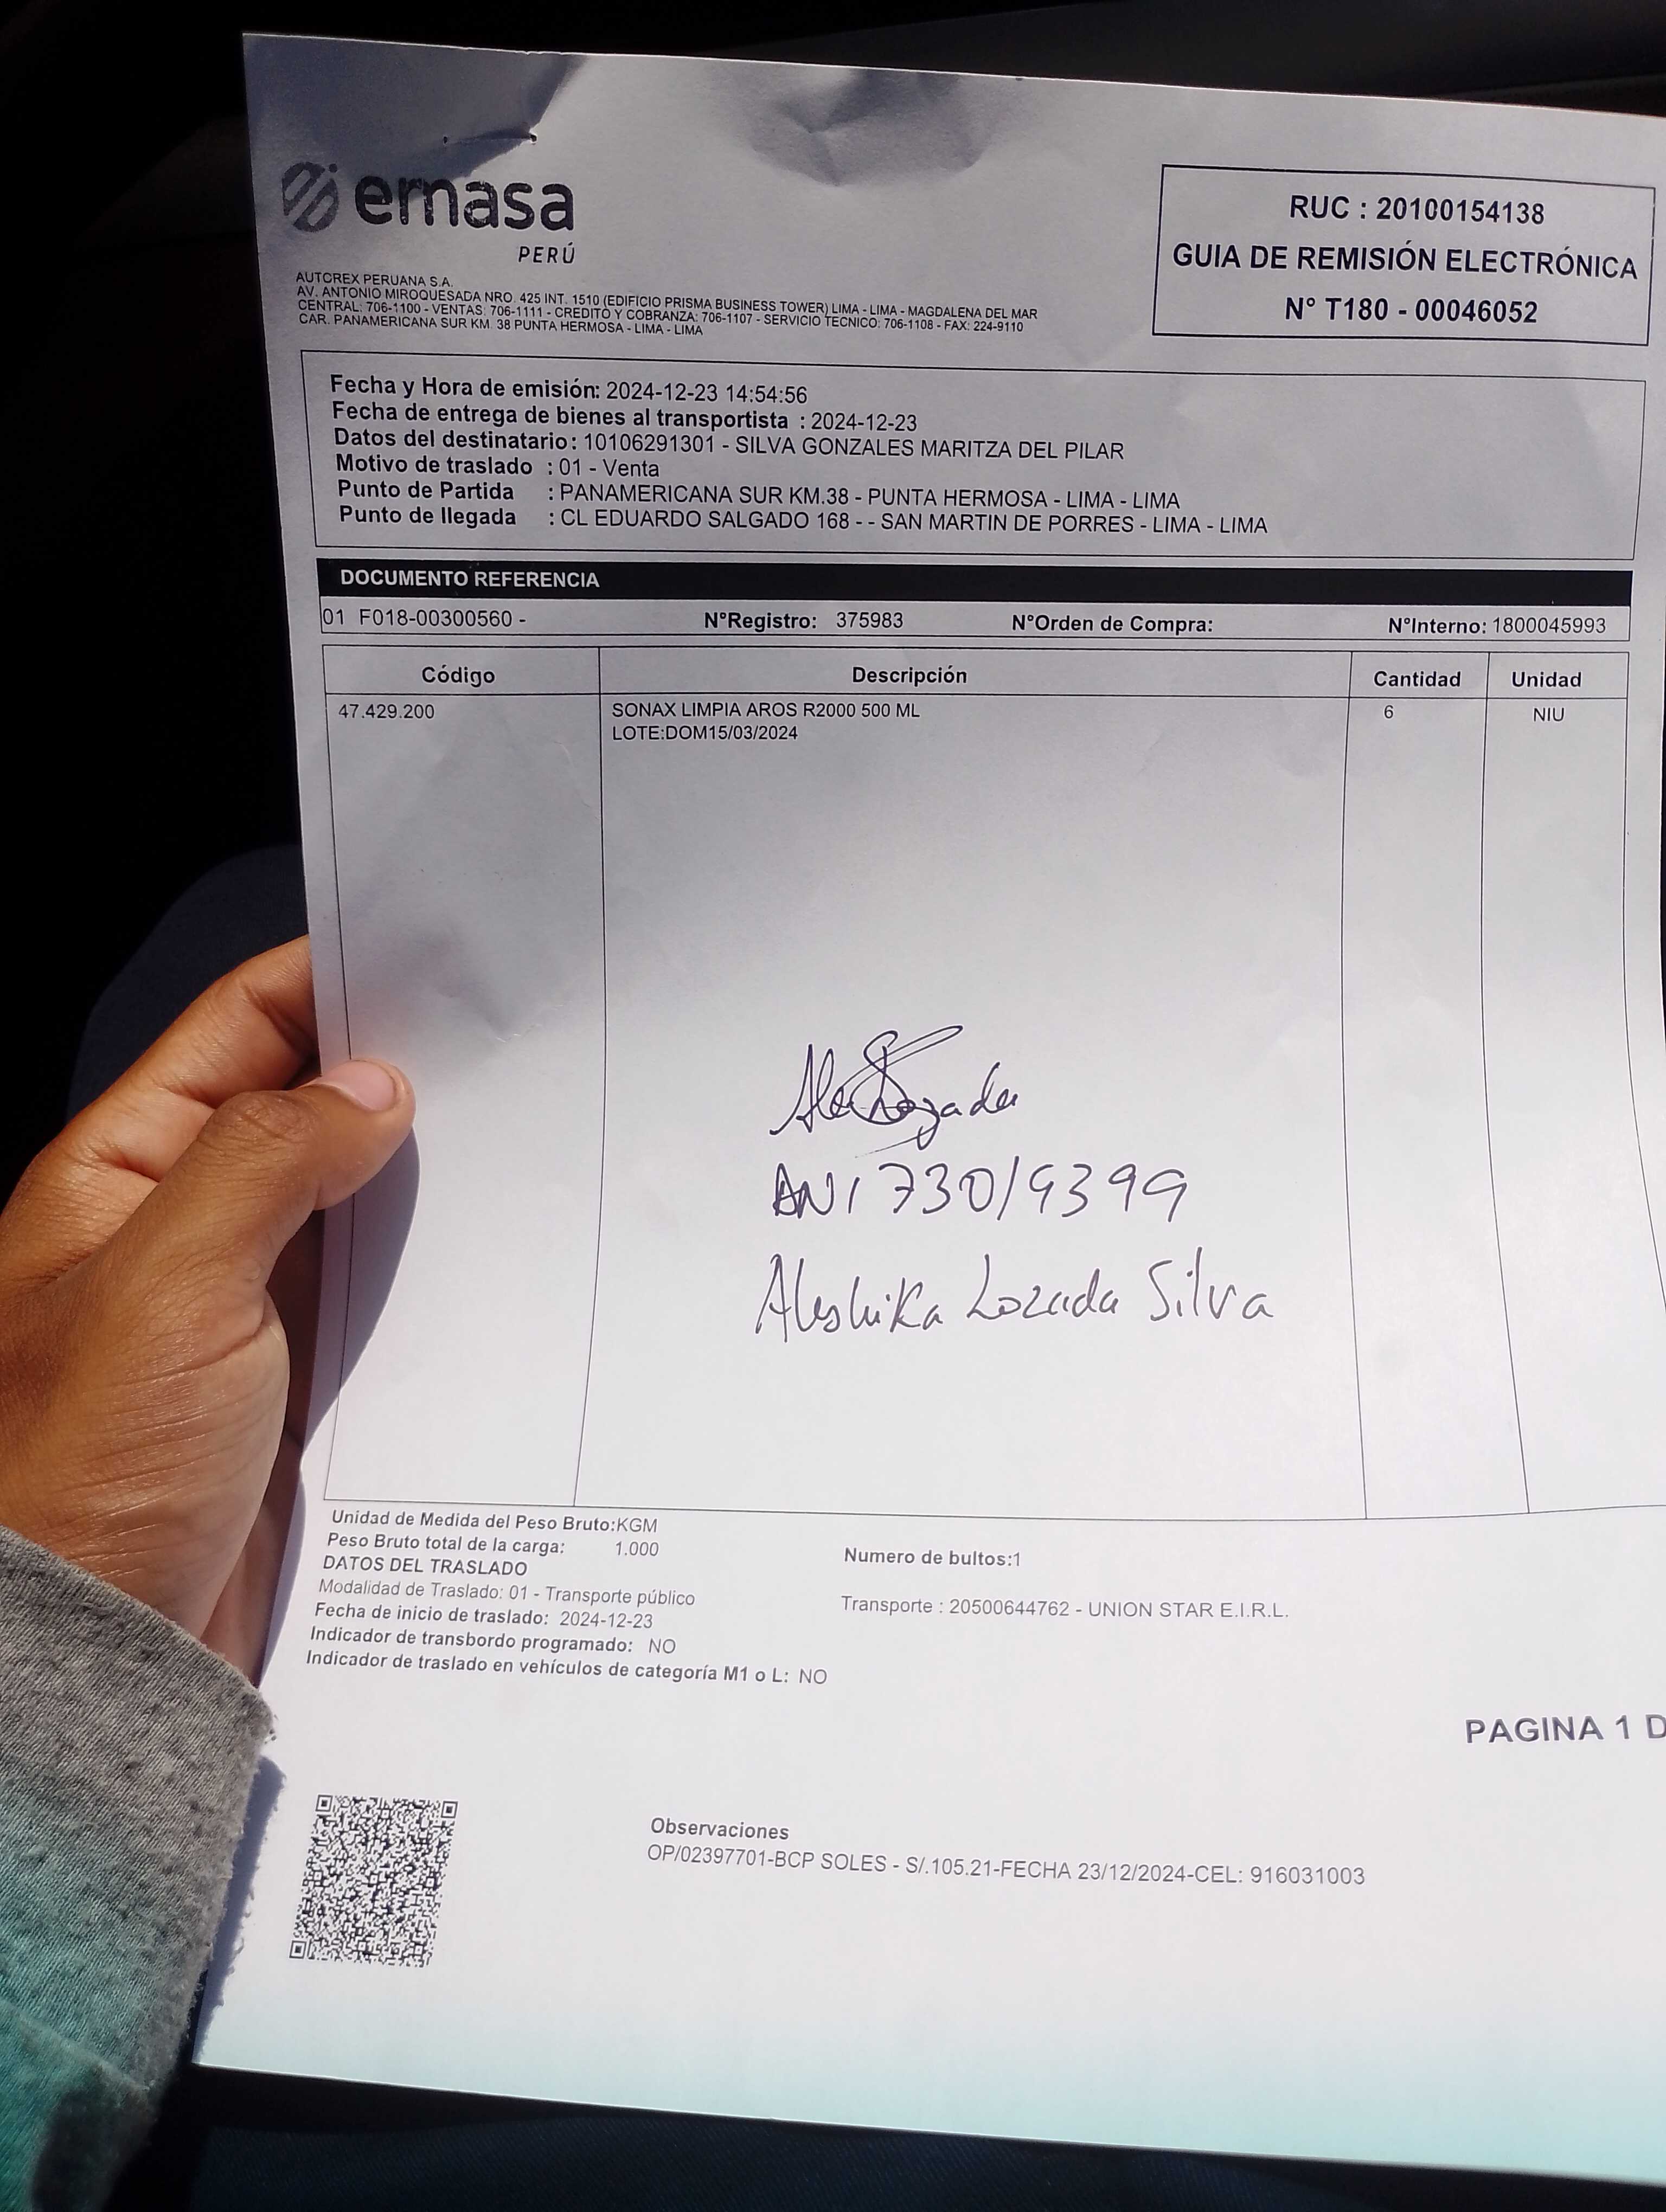 emasa
PERÚ
RUC : 20100154138
GUIA DE REMISIÓN ELECTRÓNICA
N° T180 - 00046052
AUTOREX PERUANA S.A.
AV. ANTONIO MIROQUESADA NRO. 425 INT. 1510 (EDIFICIO PRISMA BUSINESS TOWER) LIMA - LIMA - MAGDALENA DEL MAR
CENTRAL: 706-1100 - VENTAS: 706-1111 - CREDITO Y COBRANZA: 706-1107 - SERVICIO TECNICO: 706-1108 - FAX: 224-9110
CAR. PANAMERICANA SUR KM. 38 PUNTA HERMOSA - LIMA - LIMA
Fecha y Hora de emisión: 2024-12-23 14:54:56
Fecha de entrega de bienes al transportista : 2024-12-23
Datos del destinatario: 10106291301 - SILVA GONZALES MARITZA DEL PILAR
Motivo de traslado : 01 - Venta
Punto de Partida : PANAMERICANA SUR KM.38 - PUNTA HERMOSA - LIMA - LIMA
Punto de llegada : CL EDUARDO SALGADO 168 - - SAN MARTIN DE PORRES - LIMA - LIMA
DOCUMENTO REFERENCIA
01 F018-00300560 - N°Registro: 375983 N°Orden de Compra: N°Interno: 1800045993
Código Descripción Cantidad Unidad
47.429.200 SONAX LIMPIA AROS R2000 500 ML 6 NIU
LOTE:DOM15/03/2024
DNI 73019399
Aleshika Lozada Silva
Unidad de Medida del Peso Bruto:KGM
Peso Bruto total de la carga: 1.000
Numero de bultos:1
DATOS DEL TRASLADO
Modalidad de Traslado: 01 - Transporte público
Transporte : 20500644762 - UNION STAR E.I.R.L.
Fecha de inicio de traslado: 2024-12-23
Indicador de transbordo programado: NO
Indicador de traslado en vehículos de categoría M1 o L: NO
PAGINA 1 D
Observaciones
OP/02397701-BCP SOLES - S/.105.21-FECHA 23/12/2024-CEL: 916031003